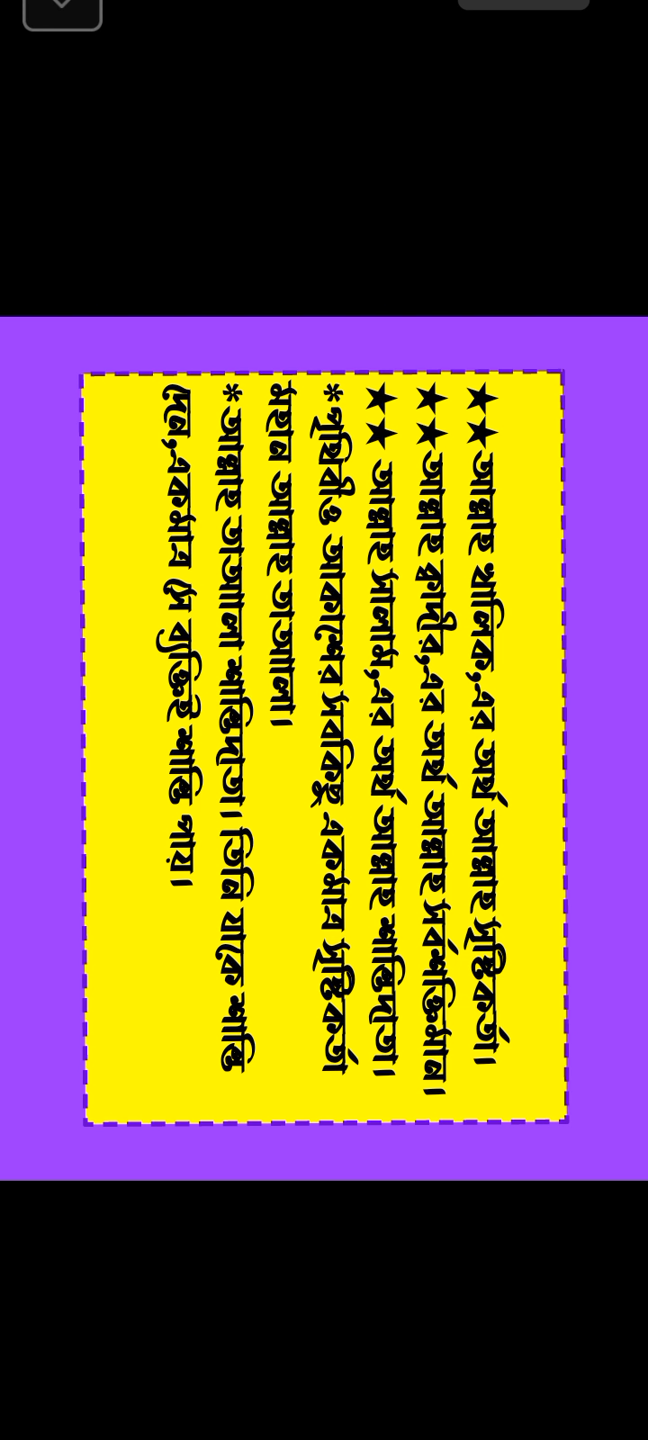 ★★আল্লাহ খালিক,এর অর্থ আল্লাহ সৃষ্টিকর্তা।
★★আল্লাহ ক্বাদীর,এর অর্থ আল্লাহ সর্বশক্তিমান।
★★ আল্লাহ সালাম,এর অর্থ আল্লাহ শান্তিদাতা।
*পৃথিবীও আকাশের সবকিছু একমাত্র সৃষ্টিকর্তা
মহান আল্লাহ তাআলা।
*আল্লাহ তাআলা শান্তিদাতা। তিনি যাকে শান্তি
দেন,একমাত্র সে ব্যক্তিই শান্তি পায়।